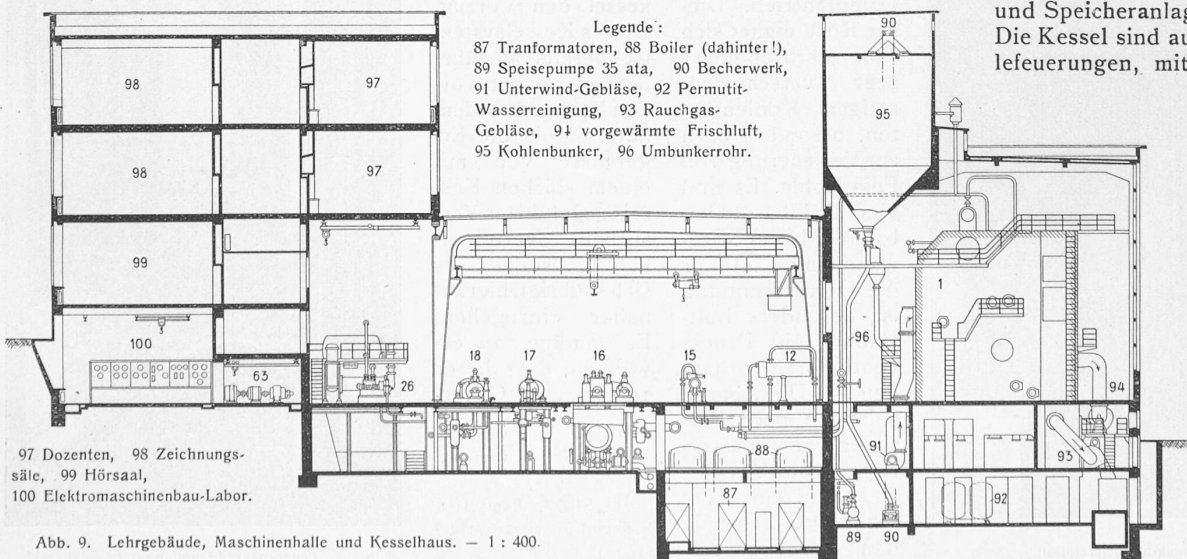 Legende:
87 Tranformatoren, 88 Boiler (dahinter!),
89 Speisepumpe 35 ata, 90 Becherwerk,
91 Unterwind-Gebläse, 92 Permutit-
Wasserreinigung, 93 Rauchgas-
Gebläse, 94 vorgewärmte Frischluft,
95 Kohlenbunker, 96 Umbunkerrohr.
und Speicheranlag
Die Kessel sind au
lefeuerungen, mit
90
98 97
95
98 97
99
1
100
63
26 18 17 16 15 12
96
94
91
93
88
87
92
89 90
97 Dozenten, 98 Zeichnungs-
säle, 99 Hörsaal,
100 Elektromaschinenbau-Labor.
Abb. 9. Lehrgebäude, Maschinenhalle und Kesselhaus. — 1 : 400.